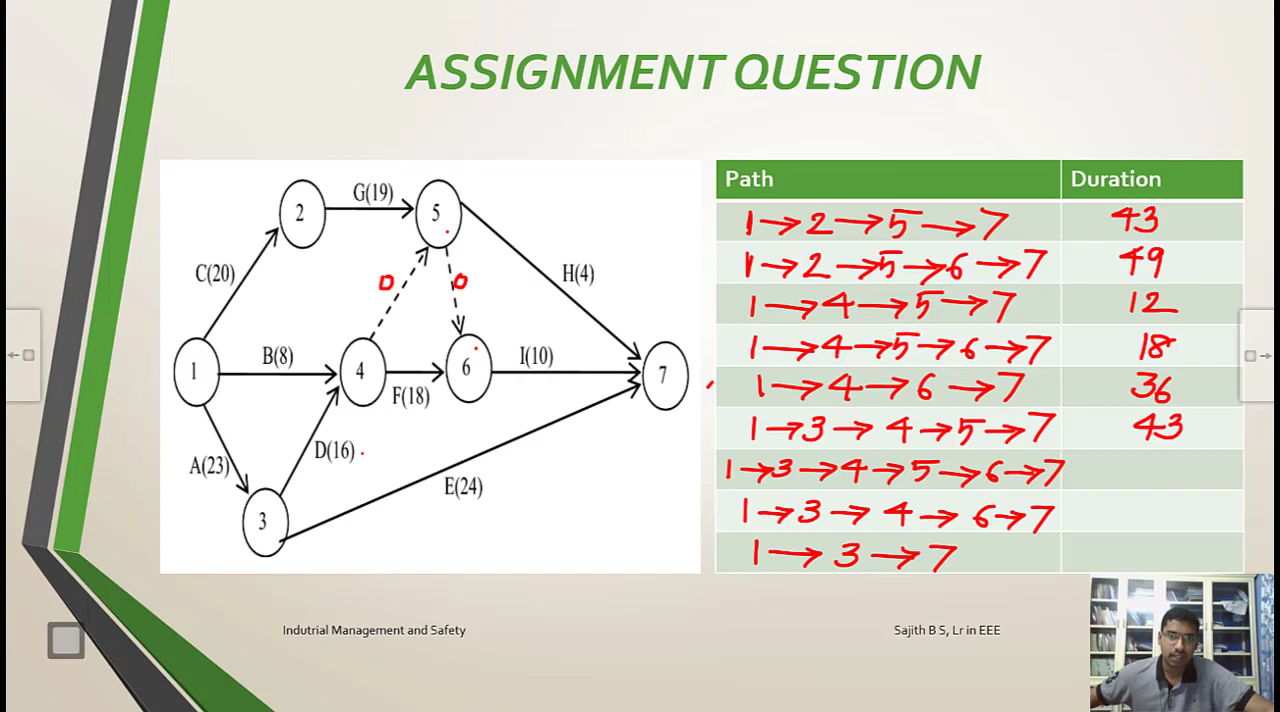 ASSIGNMENT QUESTION
Path Duration
1→2→5→7 43
1→2→5→6→7 49
1→4→5→7 12
1→4→5→6→7 18
1→4→6→7 36
1→3→4→5→7 43
1→3→4→5→6→7
1→3→4→6→7
1→3→7
G(19)
2
5
C(20)
0
0
H(4)
B(8)
I(10)
1
4
6
7
F(18)
D(16)
A(23)
E(24)
3
Indutrial Management and Safety
Sajith B S, Lr in EEE